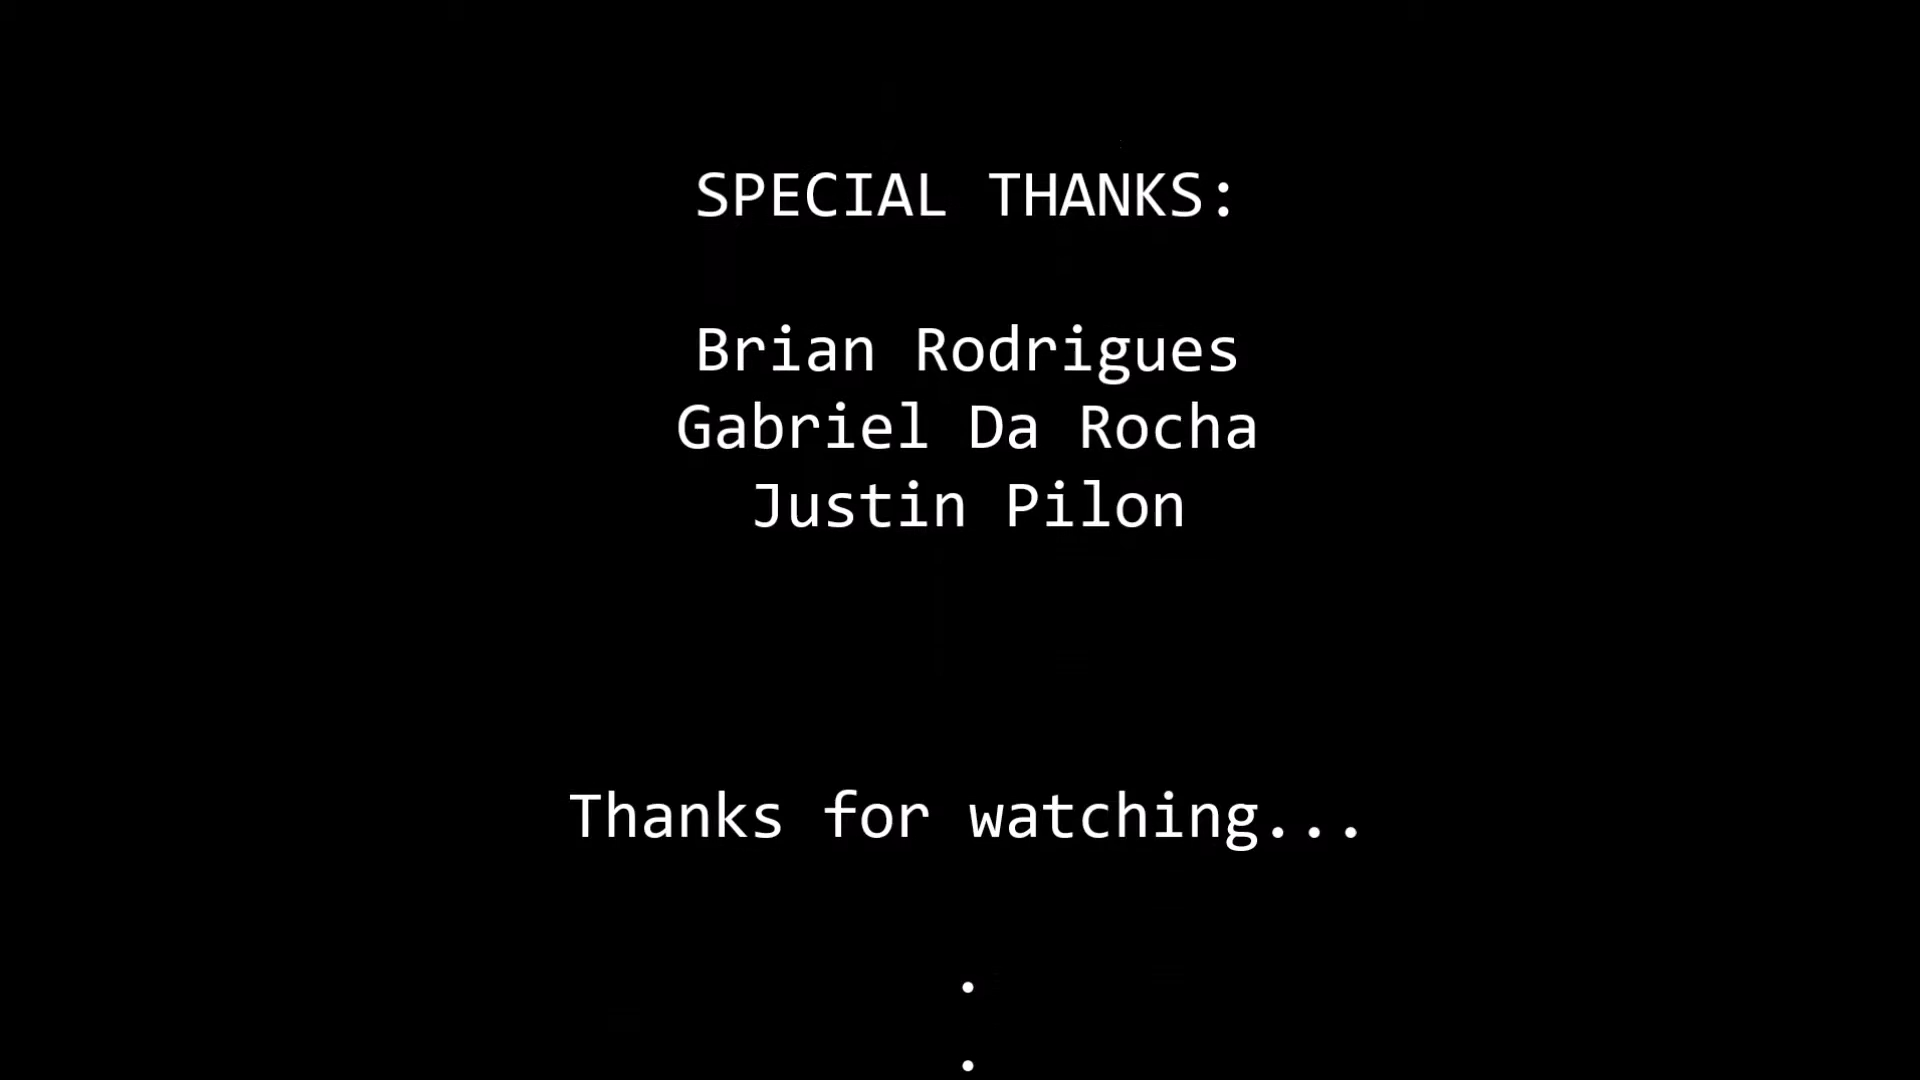 SPECIAL THANKS:
Brian Rodrigues
Gabriel Da Rocha
Justin Pilon
Thanks for watching...
.
.